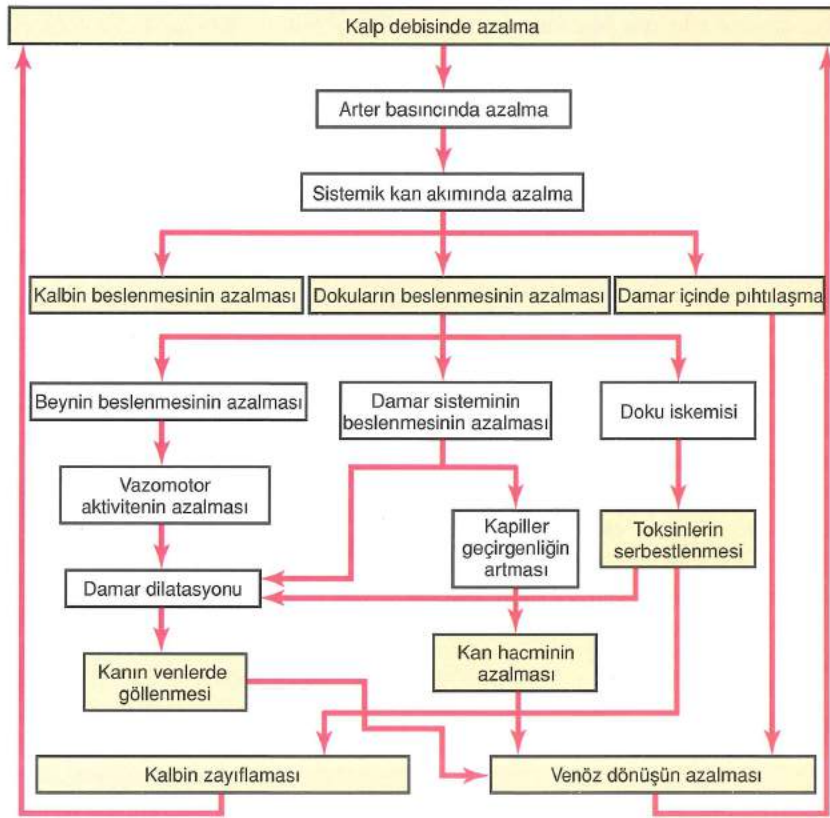 Kalp debisinde azalma
Arter basıncında azalma
Sistemik kan akımında azalma
Kalbin beslenmesinin azalması
Dokuların beslenmesinin azalması
Damar içinde pıhtılaşma
Beynin beslenmesinin azalması
Damar sisteminin
beslenmesinin azalması
Doku iskemisi
Vazomotor
aktivitenin azalması
Kapiller
geçirgenliğin
artması
Toksinlerin
serbestlenmesi
Damar dilatasyonu
Kanın venlerde
göllenmesi
Kan hacminin
azalması
Kalbin zayıflaması
Venöz dönüşün azalması